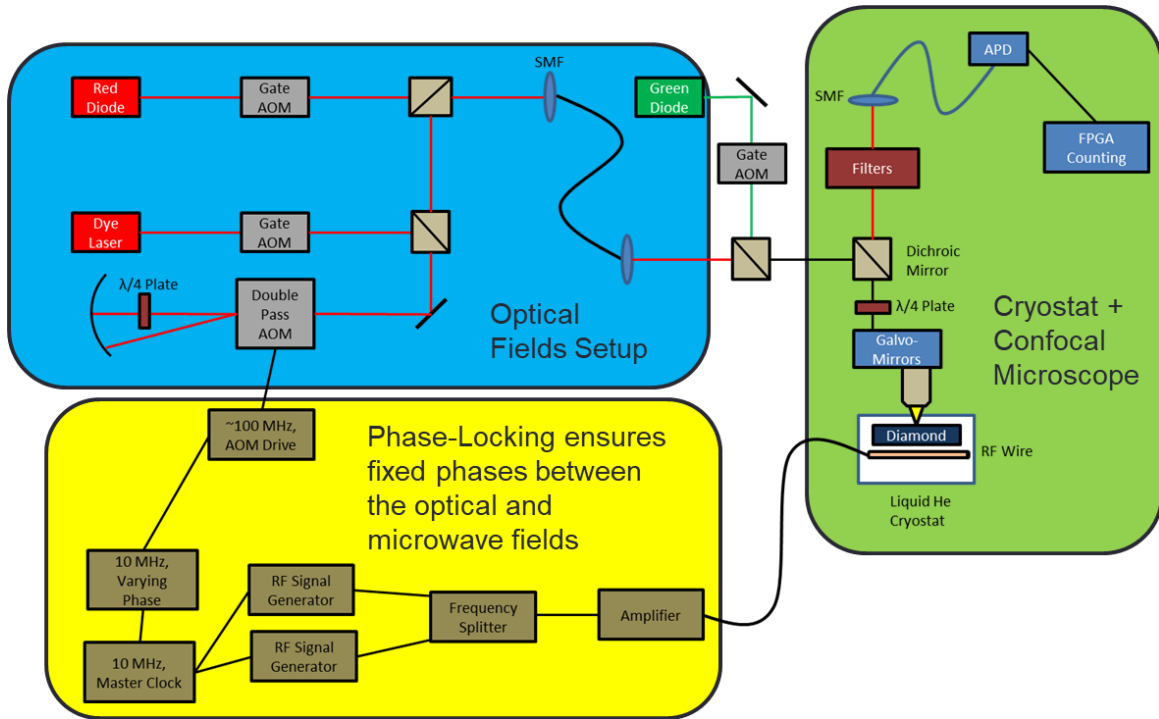 Red
Diode
Gate
AOM
SMF
Dye
Laser
Gate
AOM
λ/4 Plate
Double
Pass
AOM
Optical
Fields Setup
Green
Diode
Gate
AOM
APD
SMF
FPGA
Counting
Filters
Dichroic
Mirror
λ/4 Plate
Galvo-
Mirrors
Cryostat +
Confocal
Microscope
Diamond
RF Wire
Liquid He
Cryostat
~100 MHz,
AOM Drive
Phase-Locking ensures
fixed phases between
the optical and
microwave fields
10 MHz,
Varying
Phase
10 MHz,
Master Clock
RF Signal
Generator
RF Signal
Generator
Frequency
Splitter
Amplifier